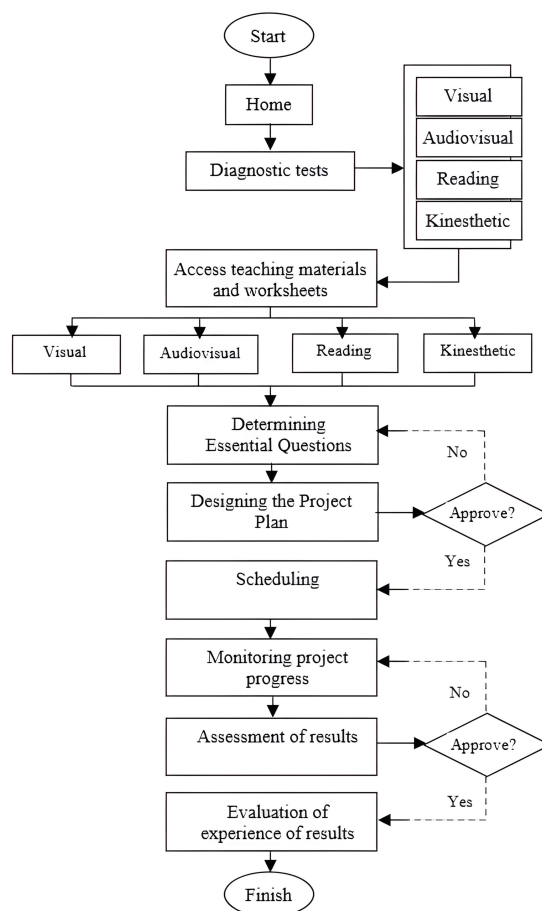 Start
Home
Diagnostic tests
Visual
Audiovisual
Reading
Kinesthetic
Access teaching materials
and worksheets
Visual
Audiovisual
Reading
Kinesthetic
Determining
Essential Questions
No
Designing the Project
Plan
Approve?
Yes
Scheduling
Monitoring project
progress
No
Assessment of results
Approve?
Yes
Evaluation of
experience of results
Finish